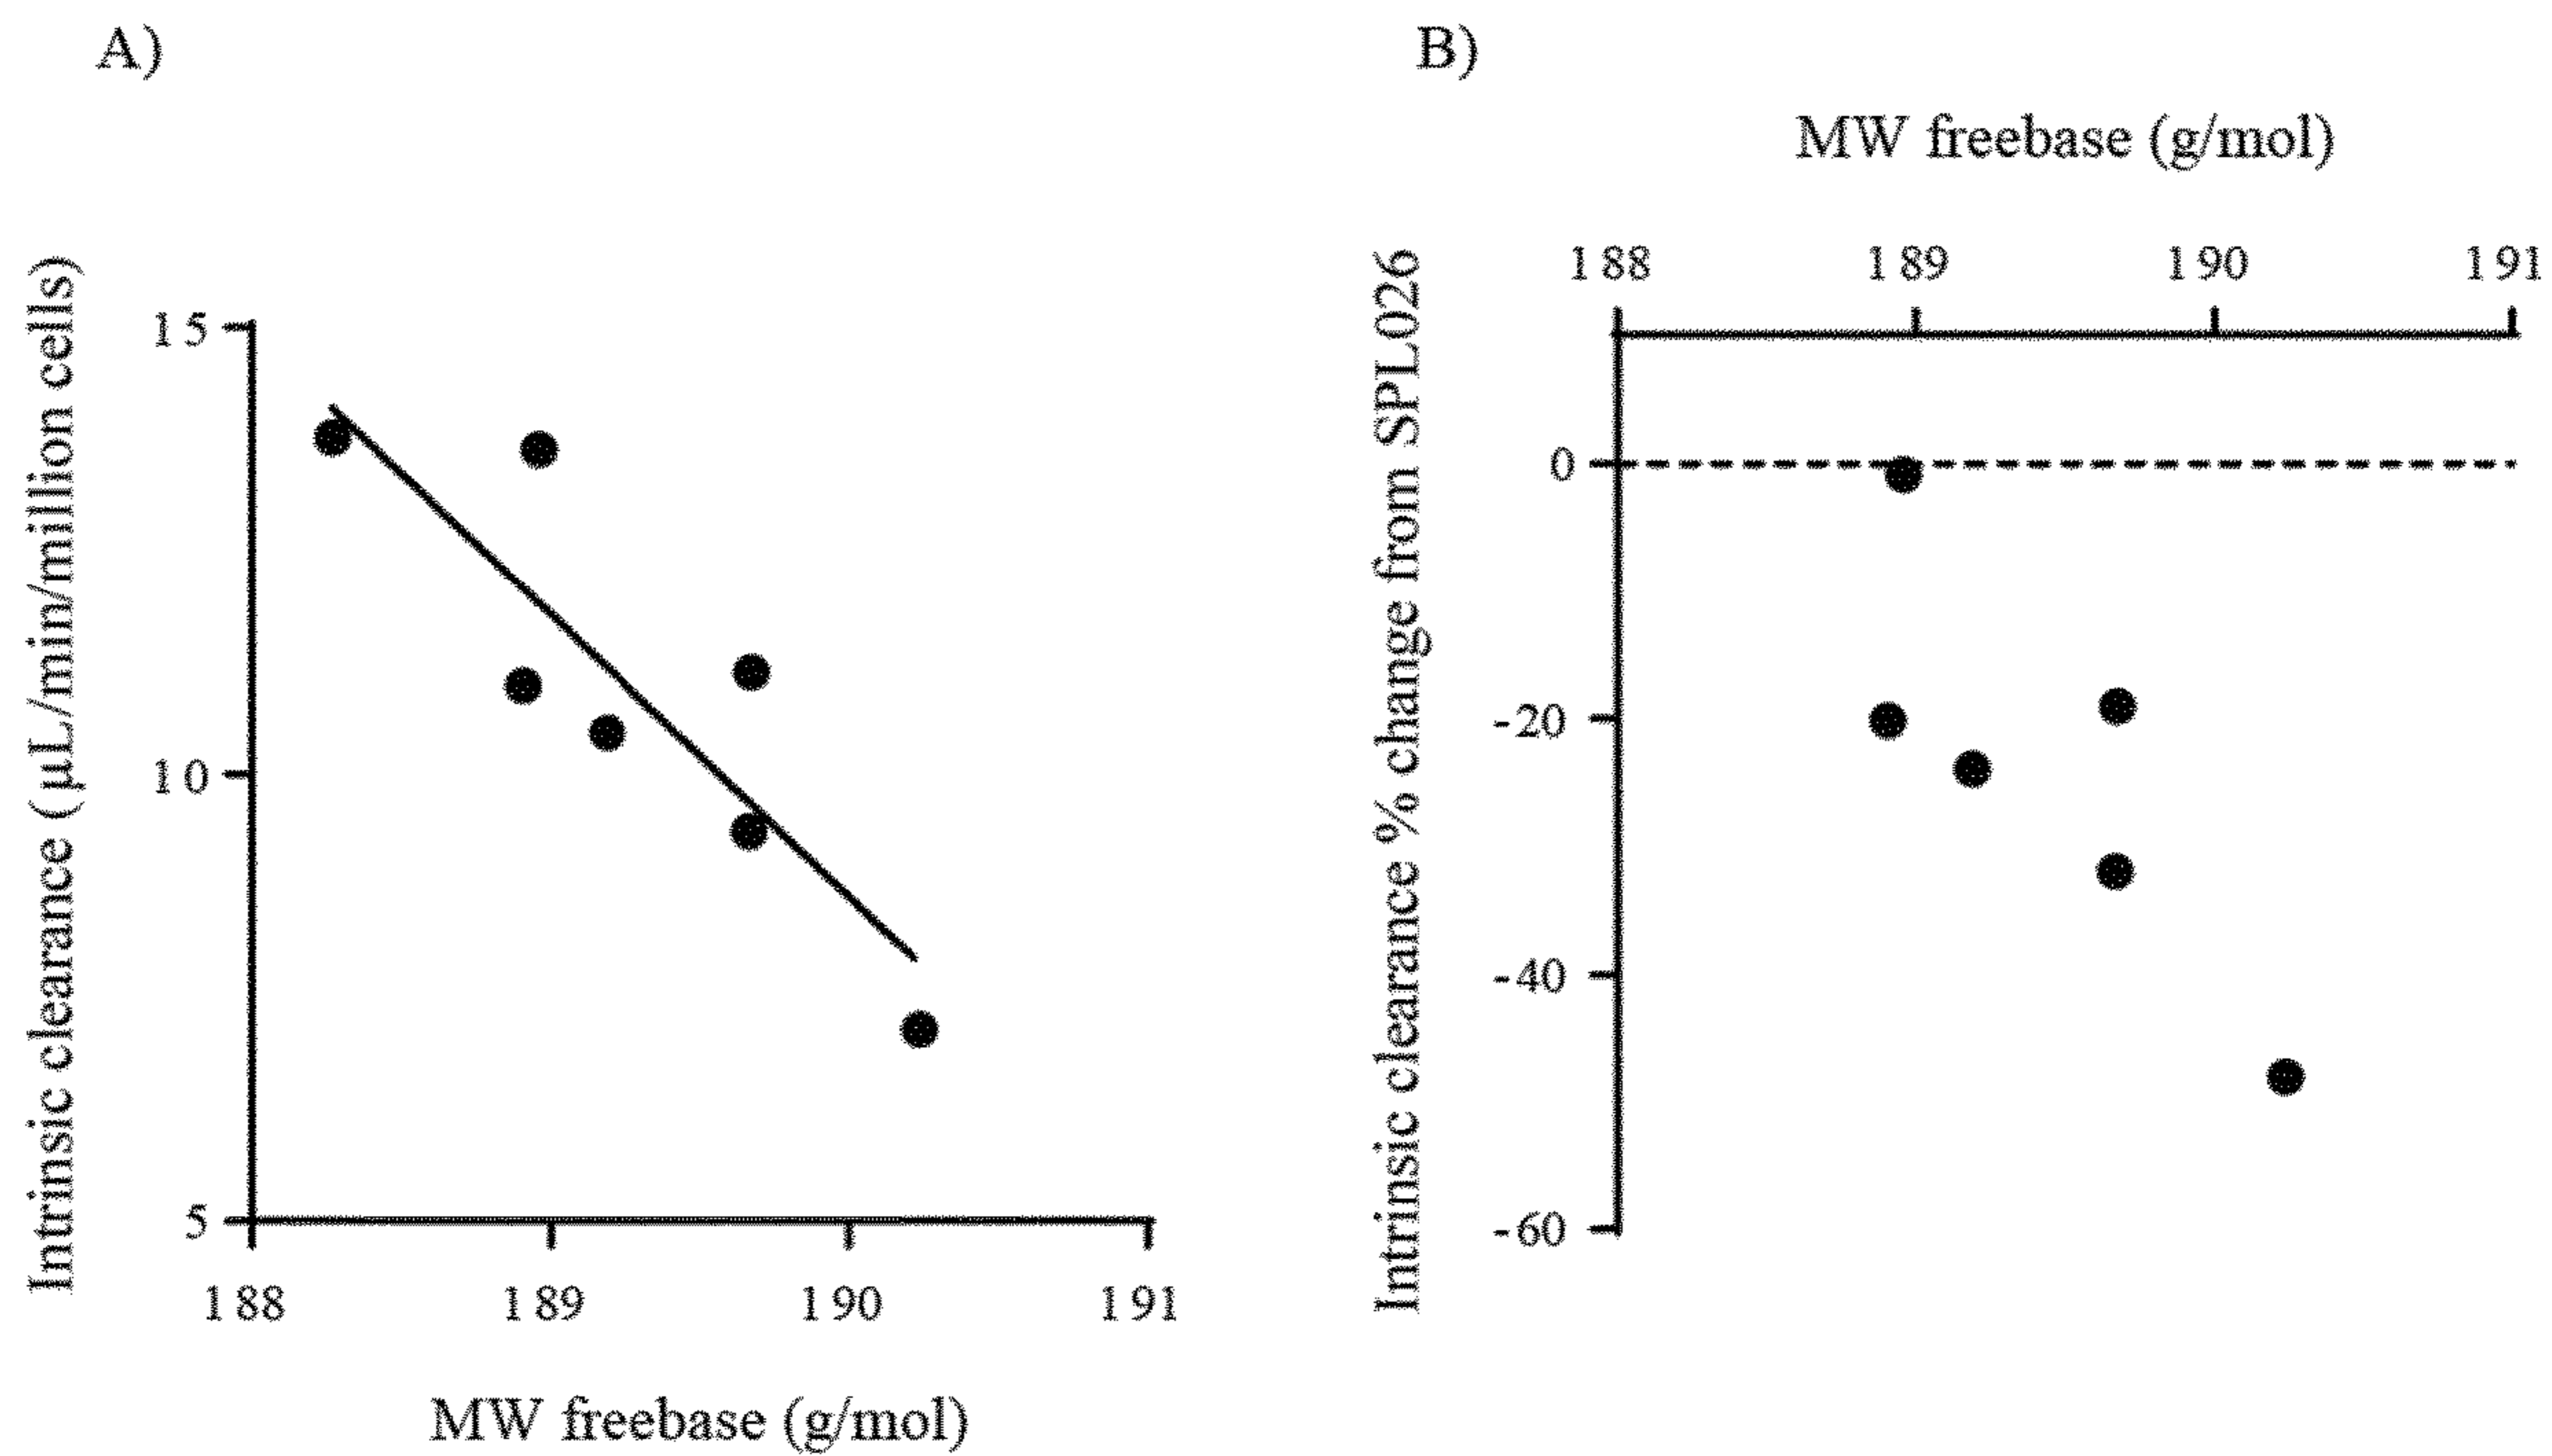 A)
Intrinsic clearance (µL/min/million cells)
15
10
5
188 189 190 191
MW freebase (g/mol)
B)
MW freebase (g/mol)
188 189 190 191
Intrinsic clearance % change from SPL026
0
-20
-40
-60